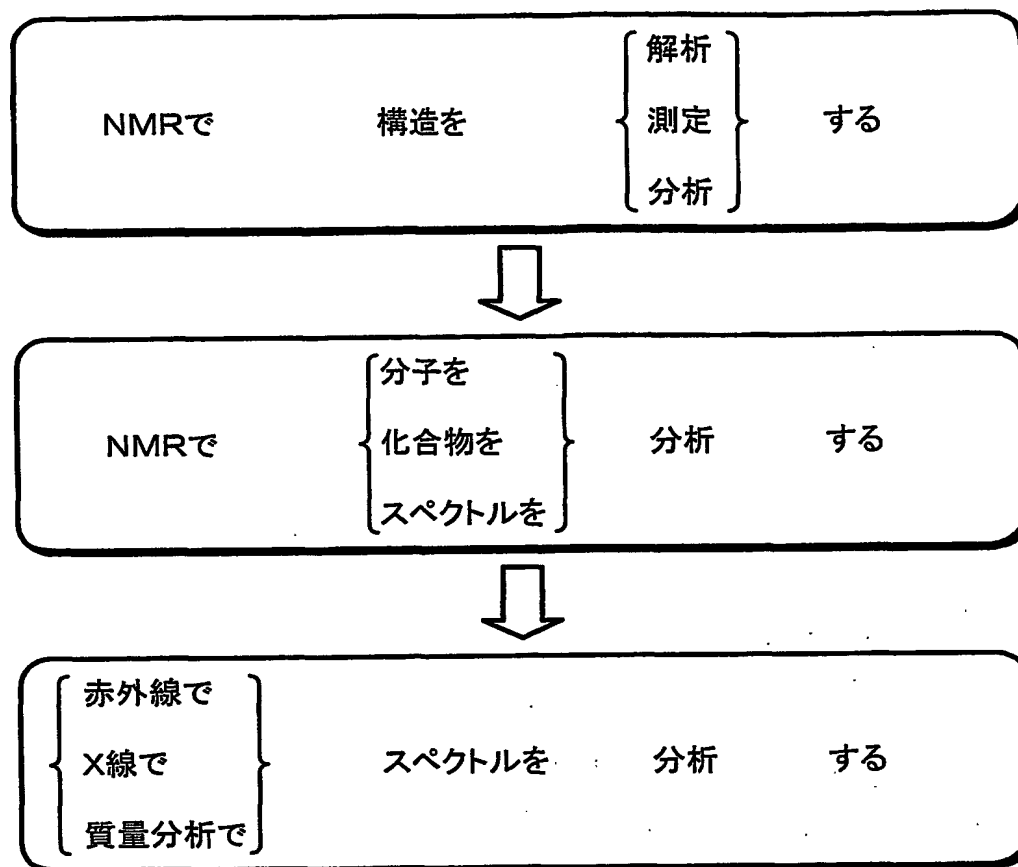 解析
NMRで 構造を 測定 する
分析
分子を
NMRで 化合物を 分析 する
スペクトルを
赤外線で
X線で スペクトルを 分析 する
質量分析で